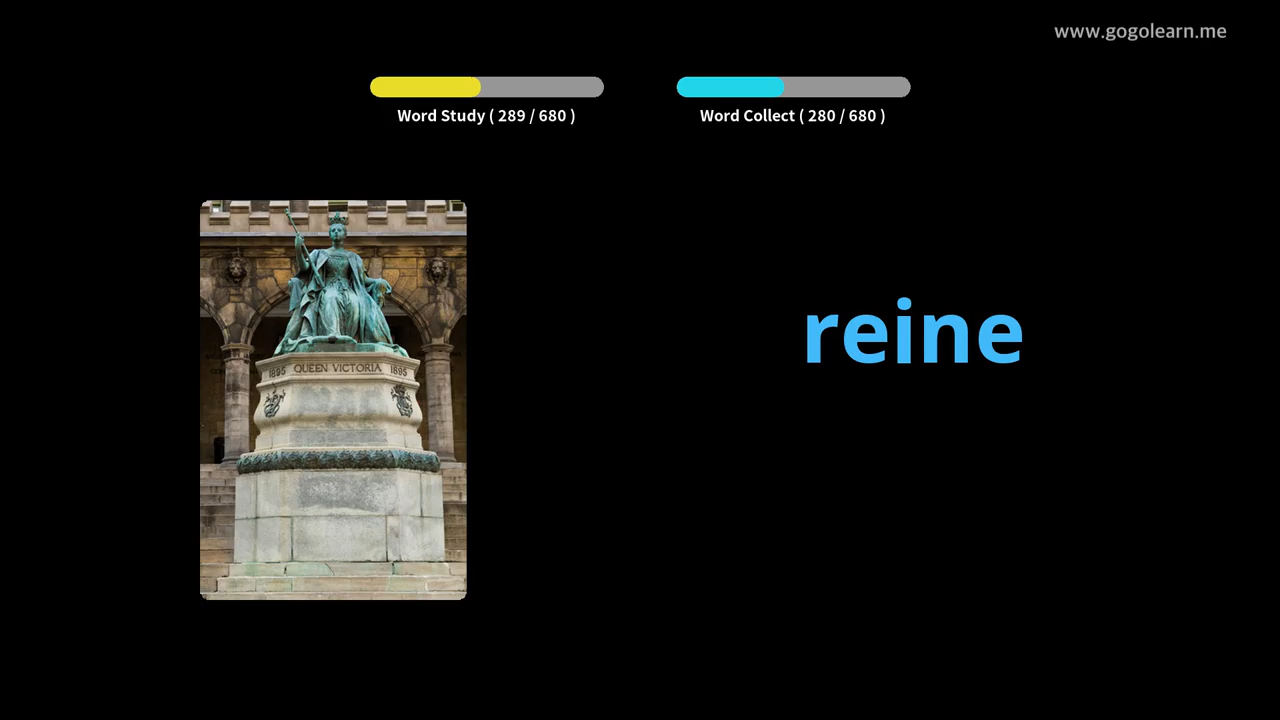 www.gogolearn.me
Word Study ( 289 / 680 )
Word Collect ( 280 / 680 )
reine
1895 QUEEN VICTORIA 1895